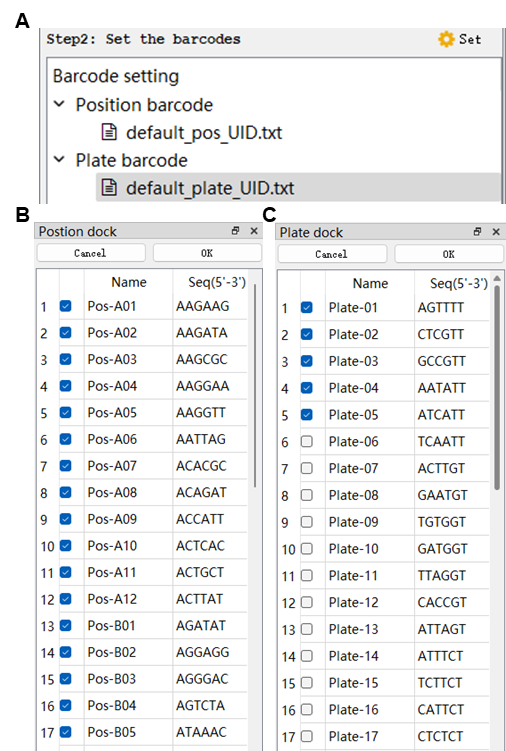 A
Step2: Set the barcodes Set
Barcode setting
Position barcode
default_pos_UID.txt
Plate barcode
default_plate_UID.txt
B
Postion dock
Cancel OK
Name Seq(5'-3')
1 Pos-A01 AAGAAG
2 Pos-A02 AAGATA
3 Pos-A03 AAGCGC
4 Pos-A04 AAGGAA
5 Pos-A05 AAGGTT
6 Pos-A06 AATTAG
7 Pos-A07 ACACGC
8 Pos-A08 ACAGAT
9 Pos-A09 ACCATT
10 Pos-A10 ACTCAC
11 Pos-A11 ACTGCT
12 Pos-A12 ACTTAT
13 Pos-B01 AGATAT
14 Pos-B02 AGGAGG
15 Pos-B03 AGGGAC
16 Pos-B04 AGTCTA
17 Pos-B05 ATAAAC
C
Plate dock
Cancel OK
Name Seq(5'-3')
1 Plate-01 AGTTTT
2 Plate-02 CTCGTT
3 Plate-03 GCCGTT
4 Plate-04 AATATT
5 Plate-05 ATCATT
6 Plate-06 TCAATT
7 Plate-07 ACTTGT
8 Plate-08 GAATGT
9 Plate-09 TGTGGT
10 Plate-10 GATGGT
11 Plate-11 TTAGGT
12 Plate-12 CACCGT
13 Plate-13 ATTAGT
14 Plate-14 ATTTCT
15 Plate-15 TCTTCT
16 Plate-16 CATTCT
17 Plate-17 CTCTCT